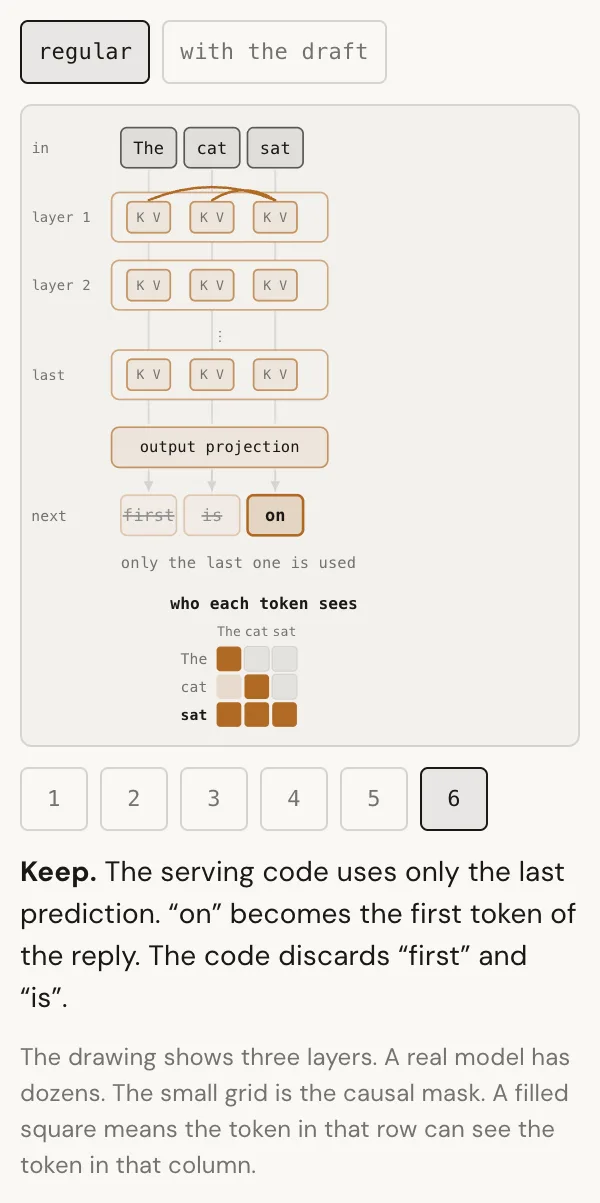 regular with the draft
in The cat sat
layer 1 K V K V K V
layer 2 K V K V K V
⋮
last K V K V K V
output projection
next first is on
only the last one is used
who each token sees
The cat sat
The
cat
sat
1 2 3 4 5 6
Keep. The serving code uses only the last
prediction. “on” becomes the first token of
the reply. The code discards “first” and
“is”.
The drawing shows three layers. A real model has
dozens. The small grid is the causal mask. A filled
square means the token in that row can see the
token in that column.